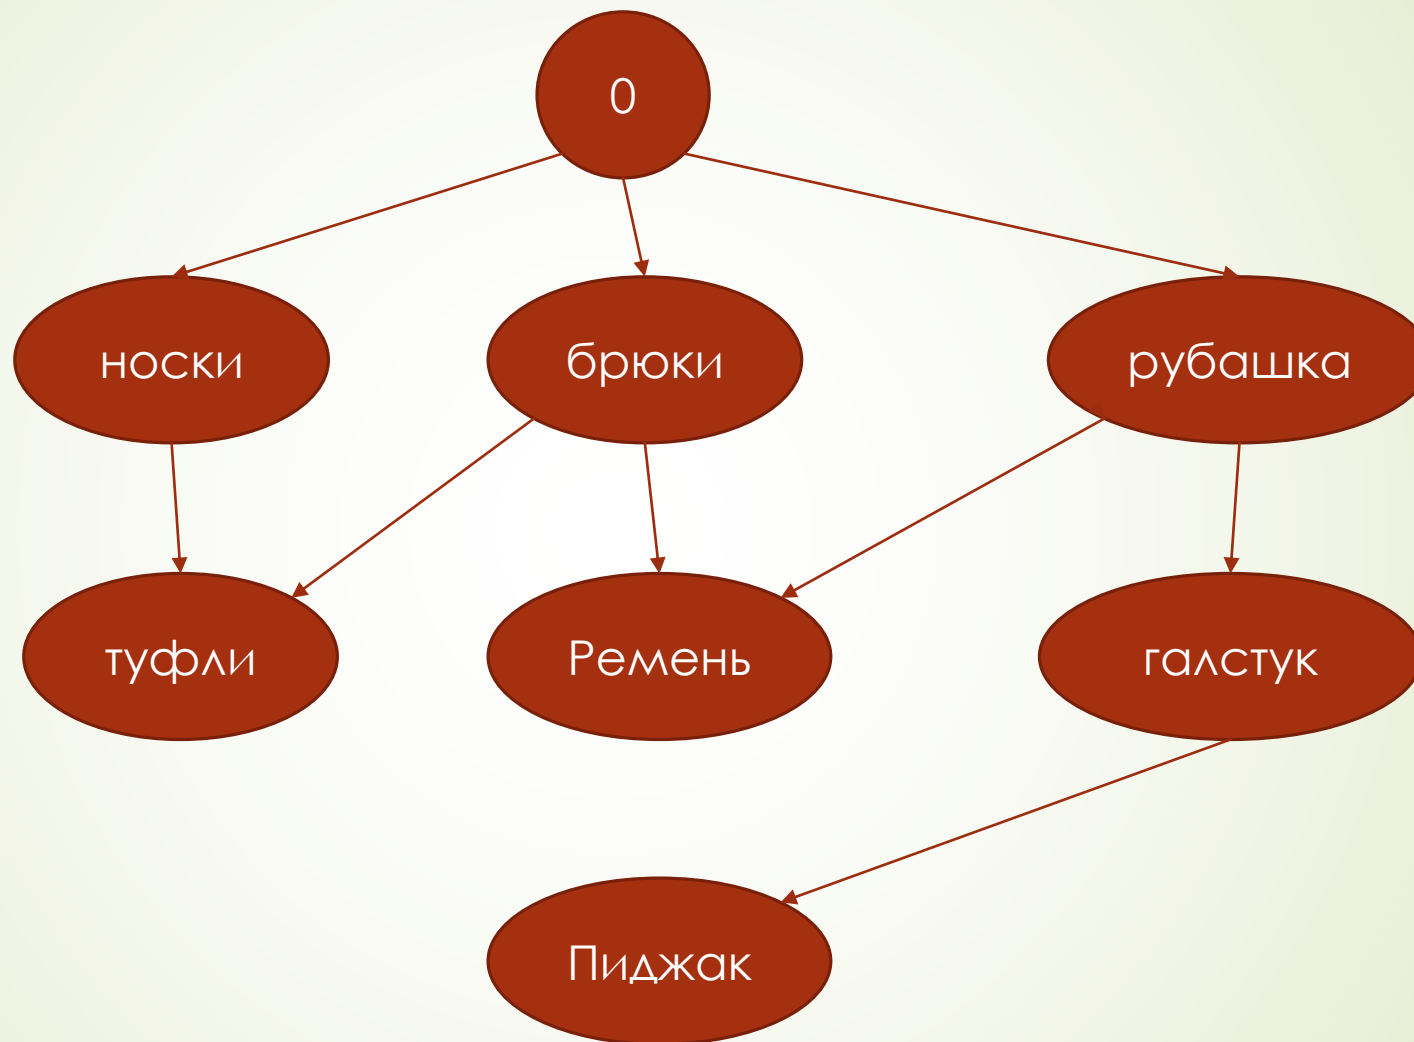 0
носки
брюки
рубашка
туфли
Ремень
галстук
Пиджак